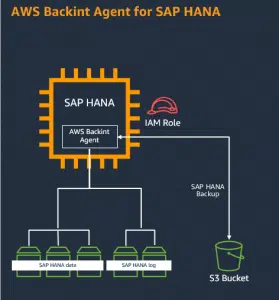 AWS Backint Agent for SAP HANA
SAP HANA
IAM Role
AWS Backint
Agent
SAP HANA
Backup
SAP HANA data
SAP HANA log
S3 Bucket